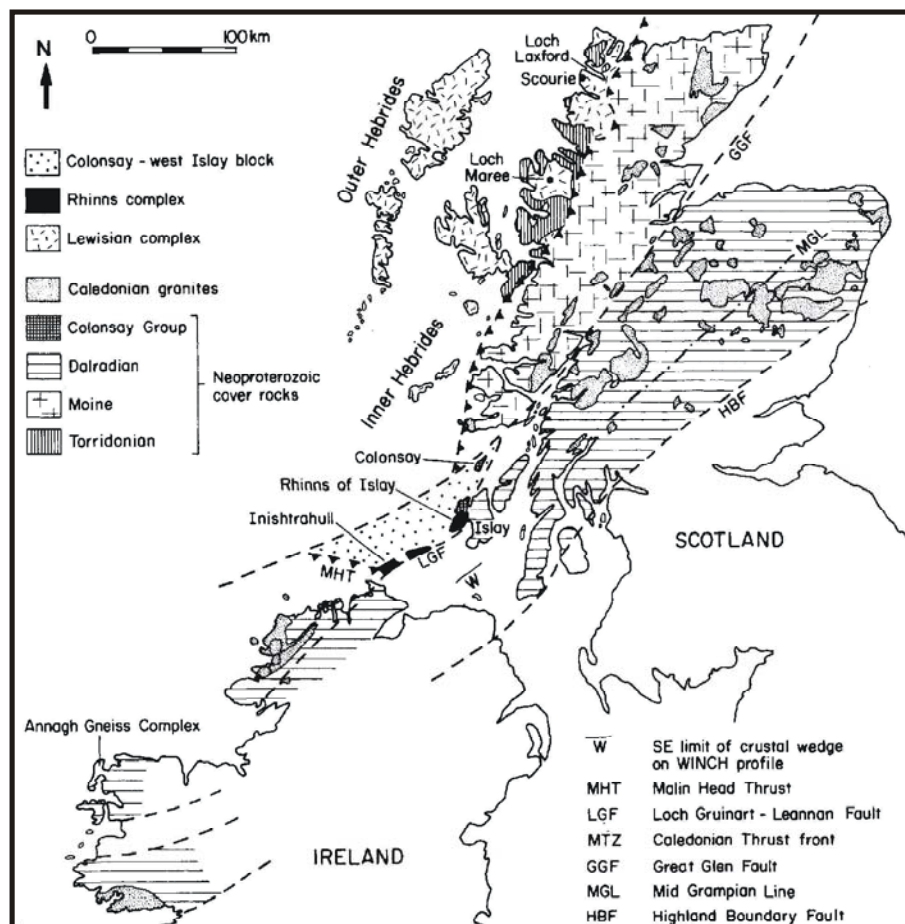 N
0 100km
Colonsay - west Islay block
Rhinns complex
Lewisian complex
Caledonian granites
Colonsay Group
Dalradian
Moine
Torridonian
Neoproterozoic
cover rocks
Outer Hebrides
Inner Hebrides
Loch
Laxford
Scourie
Loch
Maree
GGF
MGL
HBF
Colonsay
Rhinns of Islay
Inishtrahull
Islay
MHT
LGF
W
SCOTLAND
Annagh Gneiss Complex
IRELAND
W SE limit of crustal wedge
on WINCH profile
MHT Malin Head Thrust
LGF Loch Gruinart - Leannan Fault
MTZ Caledonian Thrust front
GGF Great Glen Fault
MGL Mid Grampian Line
HBF Highland Boundary Fault